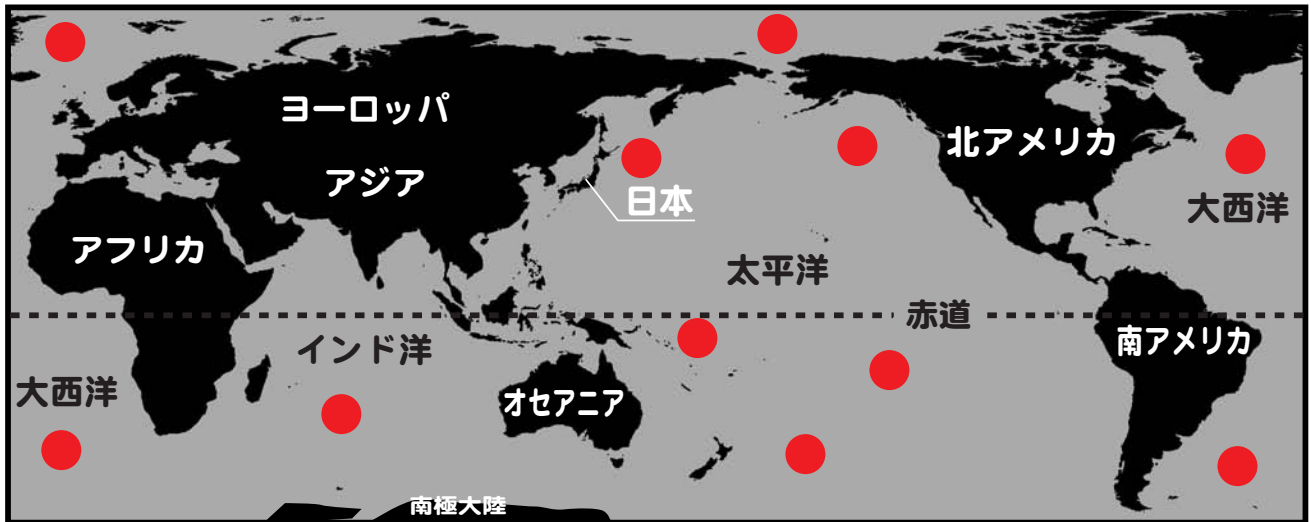 ヨーロッパ
アジア
北アメリカ
日本
大西洋
アフリカ
太平洋
赤道
インド洋
南アメリカ
大西洋
オセアニア
南極大陸